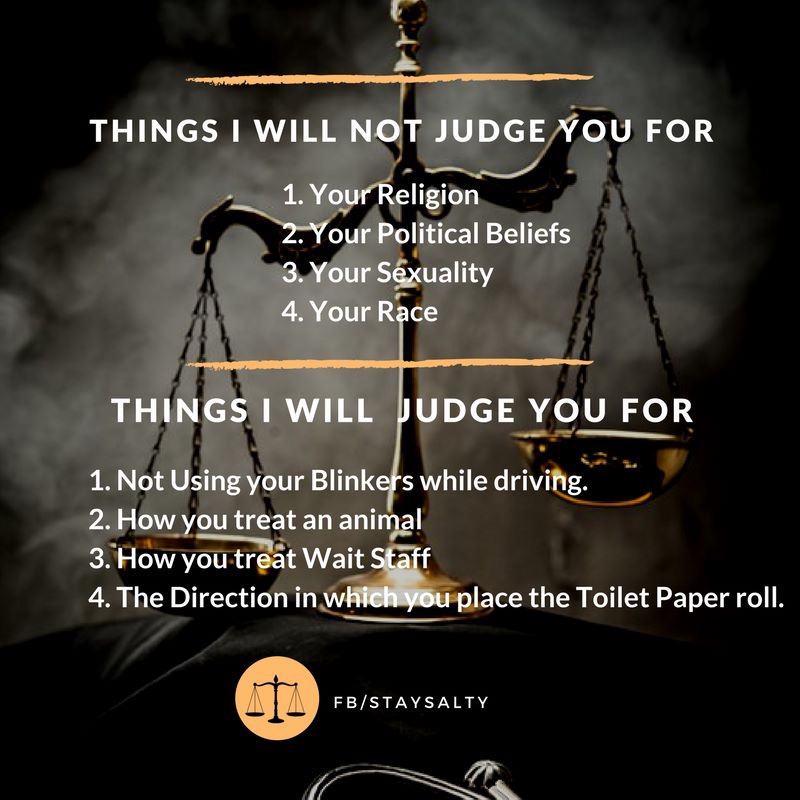 THINGS I WILL NOT JUDGE YOU FOR
1. Your Religion
2. Your Political Beliefs
3. Your Sexuality
4. Your Race
THINGS I WILL JUDGE YOU FOR
1. Not Using your Blinkers while driving.
2. How you treat an animal
3. How you treat Wait Staff
4. The Direction in which you place the Toilet Paper roll.
FB/STAYSALTY